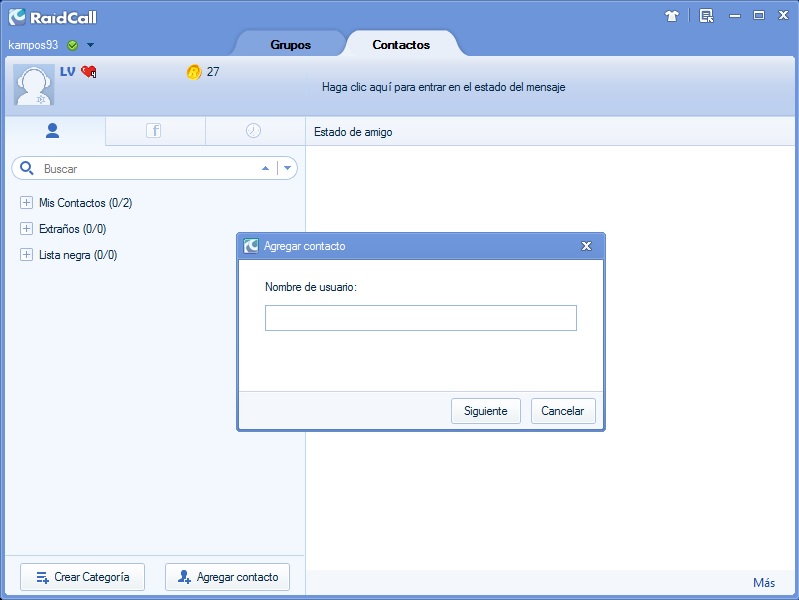 RaidCall
kampos93
Grupos
Contactos
LV 4
27
Haga clic aquí para entrar en el estado del mensaje
f
Estado de amigo
Buscar
Mis Contactos (0/2)
Extraños (0/0)
Lista negra (0/0)
Agregar contacto
Nombre de usuario:
Siguiente
Cancelar
Crear Categoría
Agregar contacto
Más